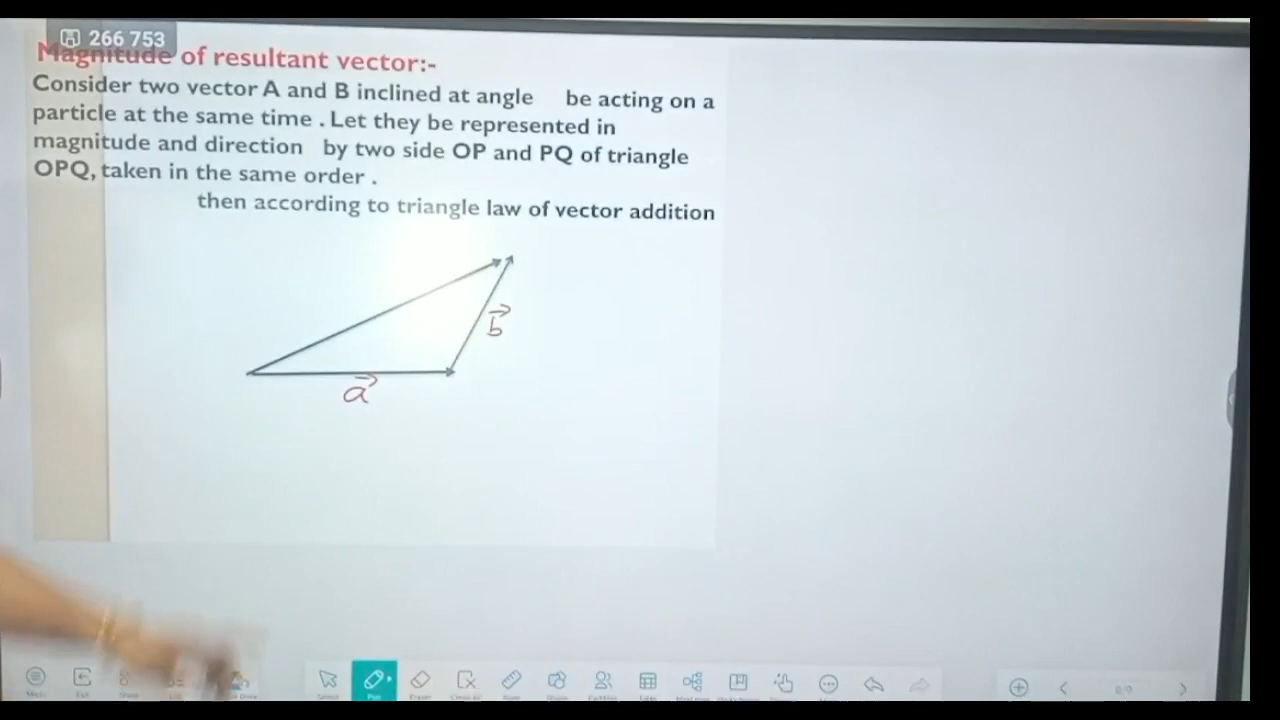 266 753
Magnitude of resultant vector:-
Consider two vector A and B inclined at angle be acting on a
particle at the same time . Let they be represented in
magnitude and direction by two side OP and PQ of triangle
OPQ, taken in the same order .
then according to triangle law of vector addition
b
a